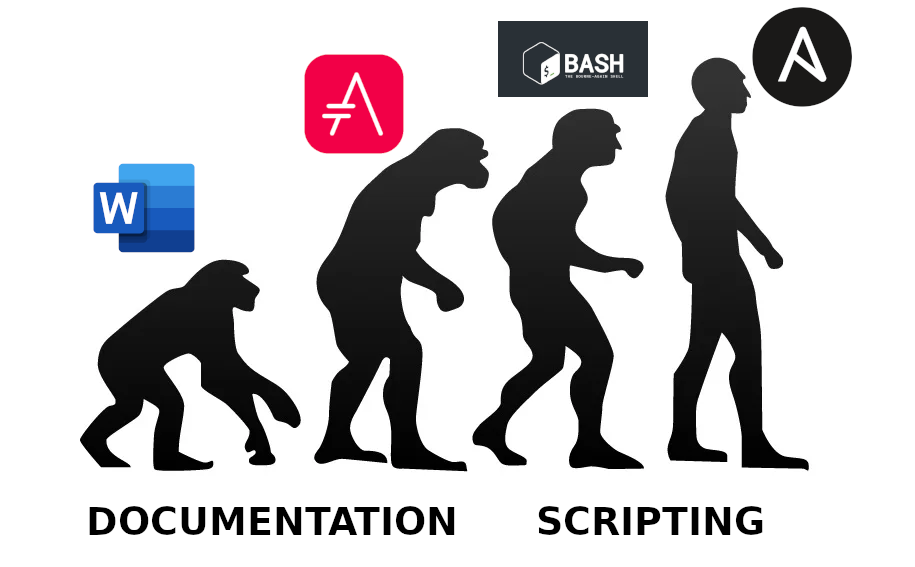 BASH
THE BOURNE-AGAIN SHELL
W
DOCUMENTATION
SCRIPTING